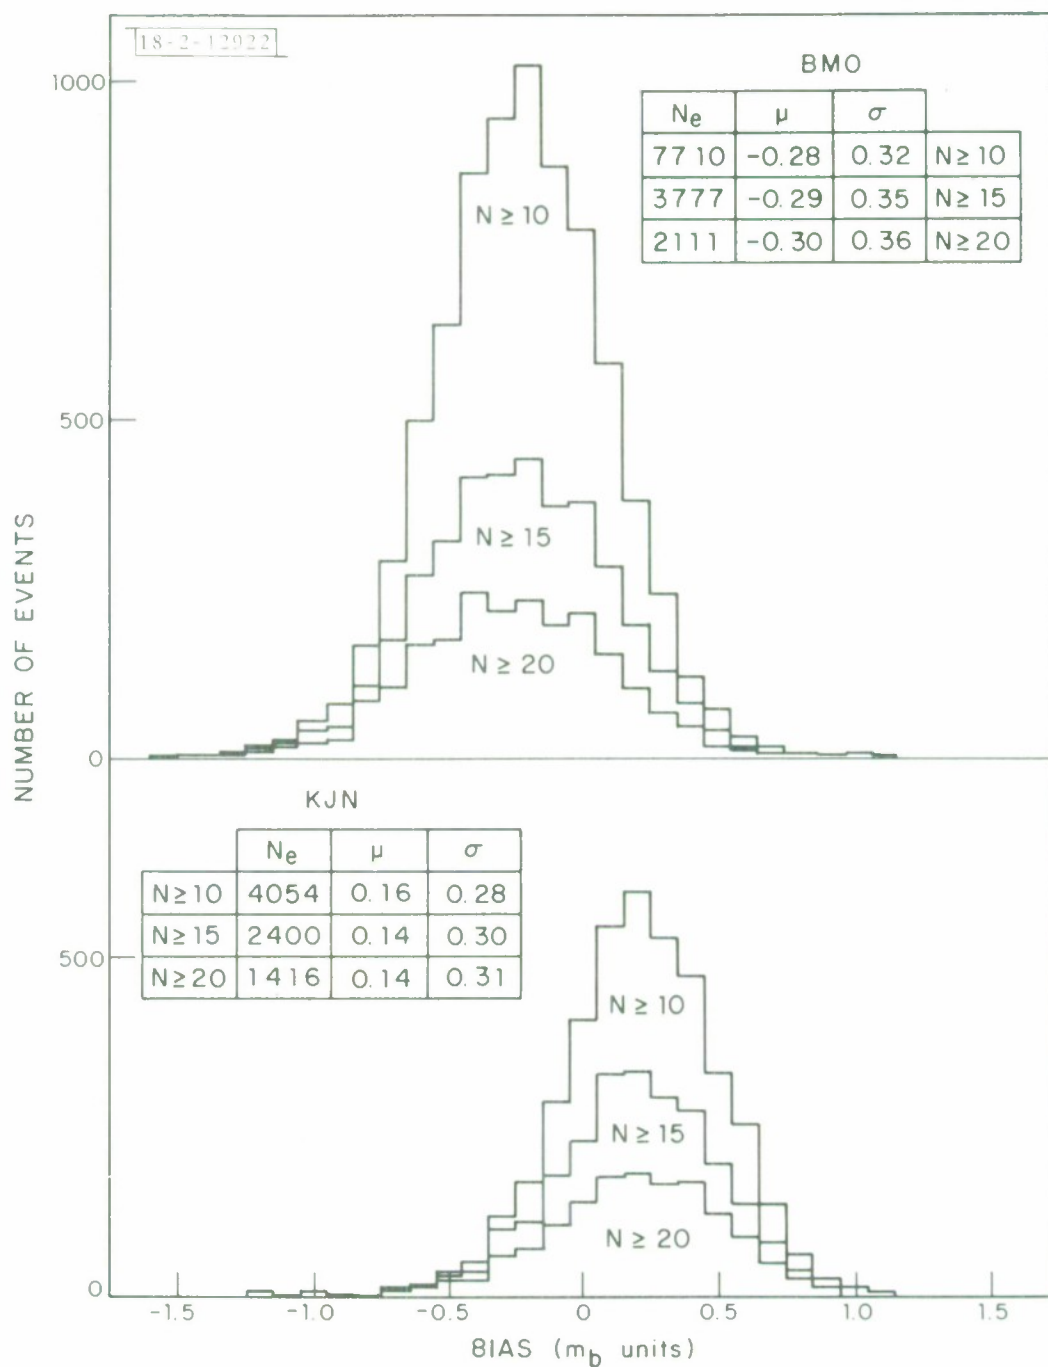 18-2-12922
BMO
Ne μ σ
7710 -0.28 0.32 N≥10
3777 -0.29 0.35 N≥15
2111 -0.30 0.36 N≥20
1000
500
0
N ≥ 10
N ≥ 15
N ≥ 20
NUMBER OF EVENTS
KJN
Ne μ σ
N≥10 4054 0.16 0.28
N≥15 2400 0.14 0.30
N≥20 1416 0.14 0.31
500
0
N ≥ 10
N ≥ 15
N ≥ 20
-1.5 -1.0 -0.5 0 0.5 1.0 1.5
BIAS (mb units)